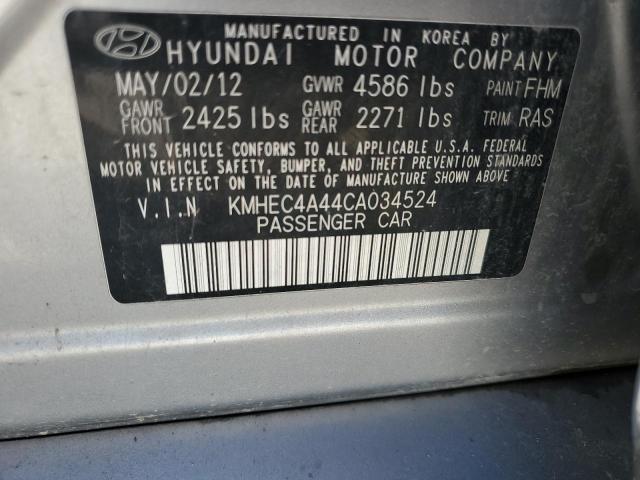 MANUFACTURED IN KOREA BY
HYUNDAI MOTOR COMPANY
MAY/02/12 GVWR 4586 lbs PAINT FHM
GAWR FRONT 2425 lbs GAWR REAR 2271 lbs TRIM RAS
THIS VEHICLE CONFORMS TO ALL APPLICABLE U.S.A. FEDERAL
MOTOR VEHICLE SAFETY, BUMPER, AND THEFT PREVENTION STANDARDS
IN EFFECT ON THE DATE OF MANUFACTURE SHOWN ABOVE
V.I.N KMHEC4A44CA034524
PASSENGER CAR